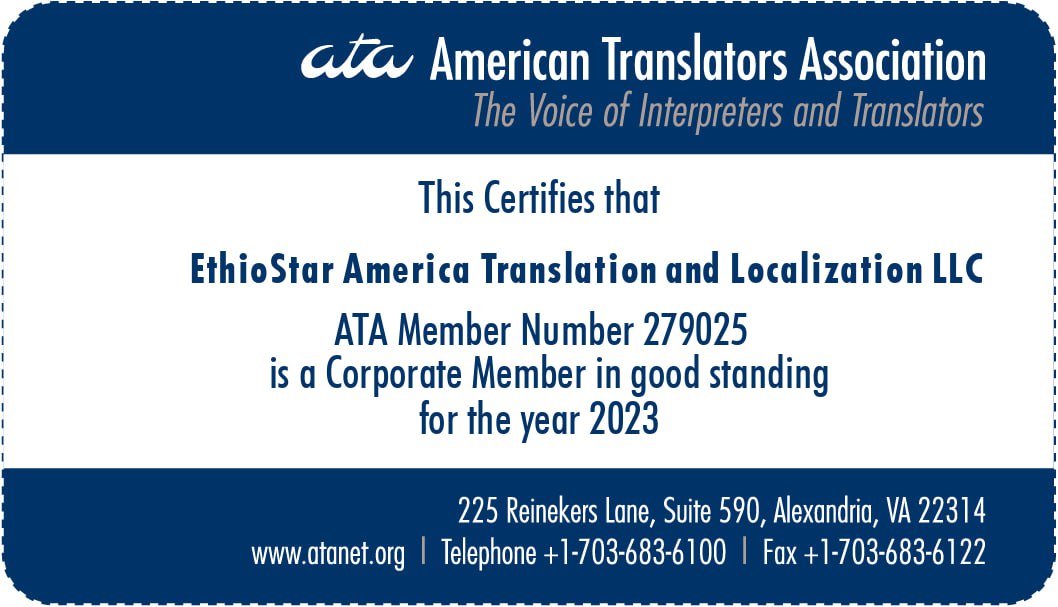 ata American Translators Association
The Voice of Interpreters and Translators
This Certifies that
EthioStar America Translation and Localization LLC
ATA Member Number 279025
is a Corporate Member in good standing
for the year 2023
225 Reinekers Lane, Suite 590, Alexandria, VA 22314
www.atanet.org | Telephone +1-703-683-6100 | Fax +1-703-683-6122